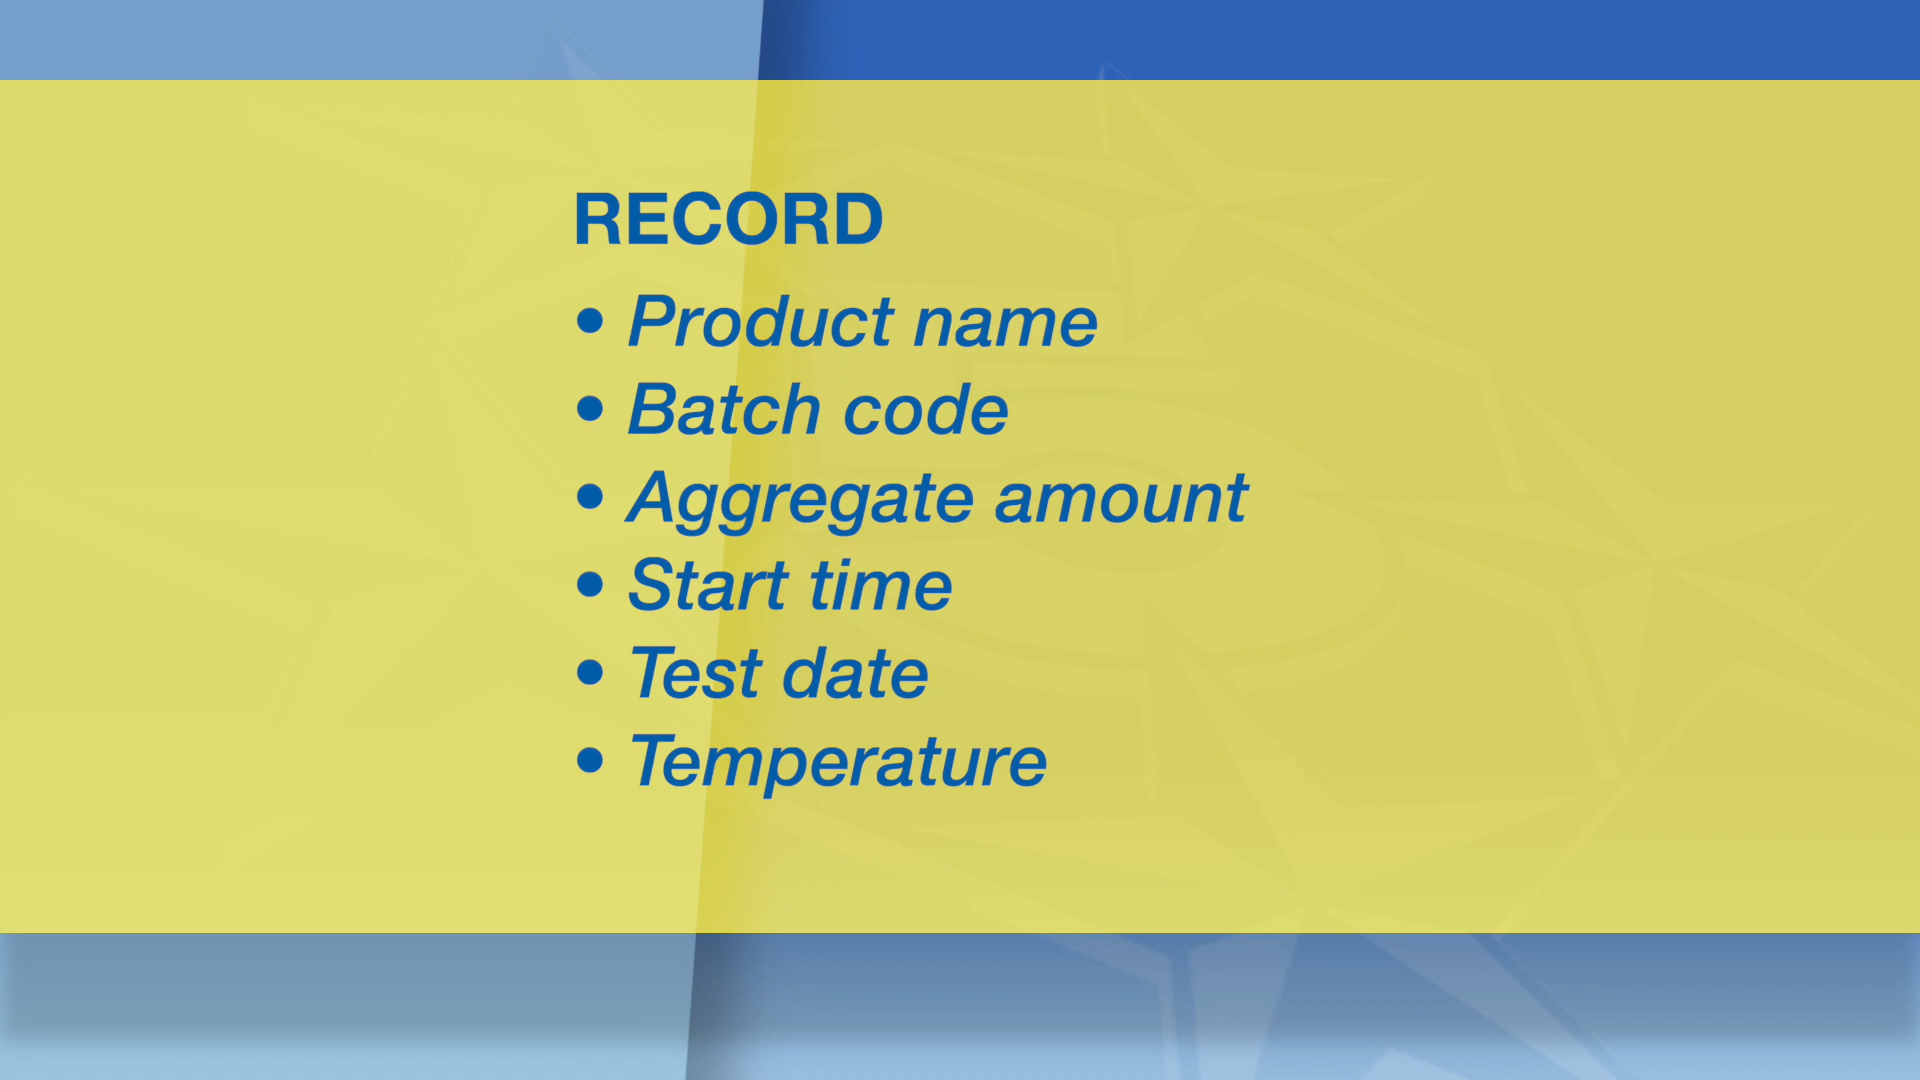 RECORD
• Product name
• Batch code
• Aggregate amount
• Start time
• Test date
• Temperature